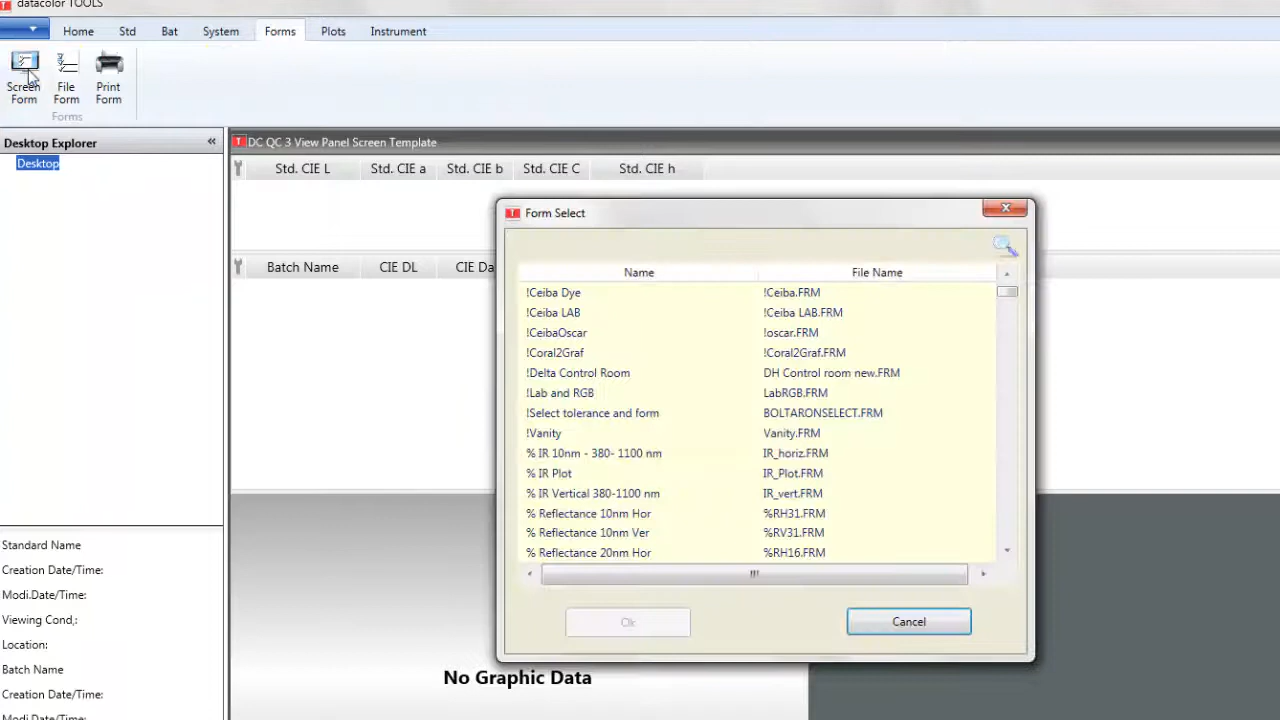 datacolor TOOLS
Home Std Bat System Forms Plots Instrument
Screen Form
File Form
Print Form
Forms
Desktop Explorer «
Desktop
DC QC 3 View Panel Screen Template
Std. CIE L Std. CIE a Std. CIE b Std. CIE C Std. CIE h
Batch Name CIE DL CIE Da
Form Select
Name File Name
!Ceiba Dye !Ceiba.FRM
!Ceiba LAB !Ceiba LAB.FRM
!CeibaOscar !oscar.FRM
!Coral2Graf !Coral2Graf.FRM
!Delta Control Room DH Control room new.FRM
!Lab and RGB LabRGB.FRM
!Select tolerance and form BOLTARONSELECT.FRM
!Vanity Vanity.FRM
% IR 10nm - 380- 1100 nm IR_horiz.FRM
% IR Plot IR_Plot.FRM
% IR Vertical 380-1100 nm IR_vert.FRM
% Reflectance 10nm Hor %RH31.FRM
% Reflectance 10nm Ver %RV31.FRM
% Reflectance 20nm Hor %RH16.FRM
Ok Cancel
Standard Name
Creation Date/Time:
Modi.Date/Time:
Viewing Cond,:
Location:
Batch Name
Creation Date/Time:
Modi.Date/Time:
No Graphic Data